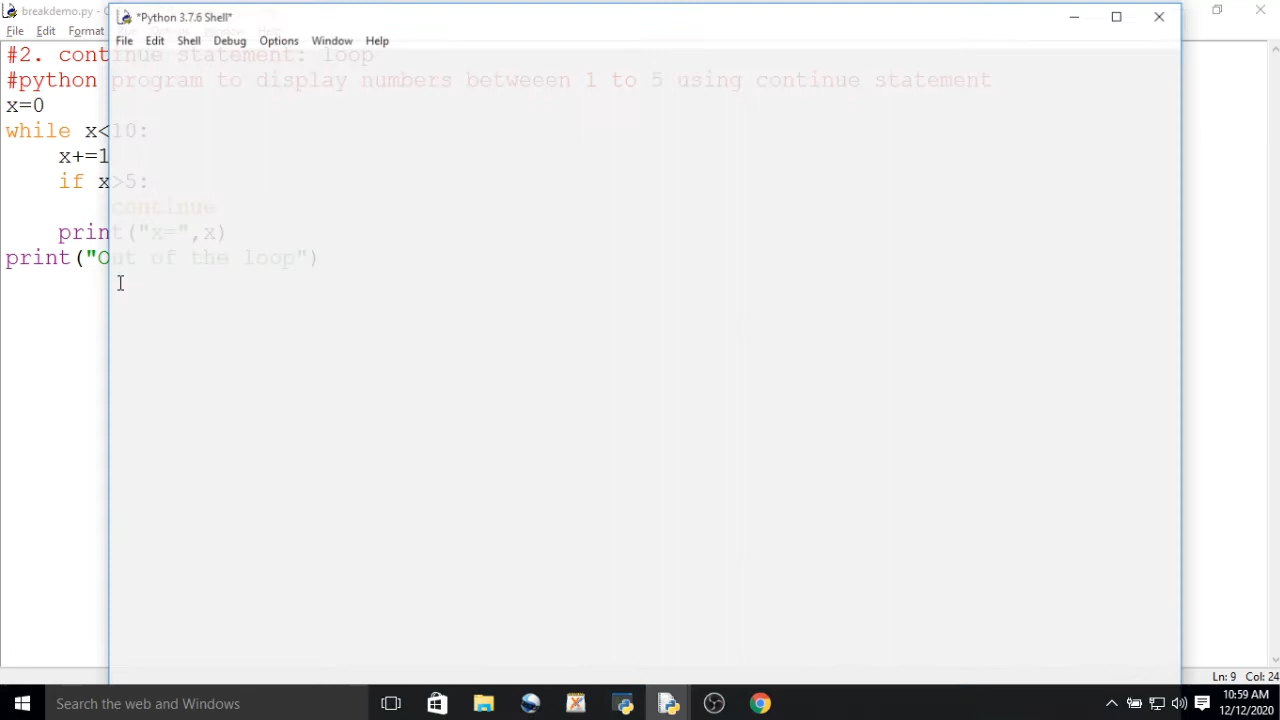 breakdemo.py - C
*Python 3.7.6 Shell*
File Edit Format
File Edit Shell Debug Options Window Help
#2. continue statement: loop
#python program to display numbers betweeen 1 to 5 using continue statement
x=0
while x<10:
x+=1
if x>5:
continue
print("x=",x)
print("Out of the loop")
Ln: 9 Col: 24
Search the web and Windows
10:59 AM
12/12/2020